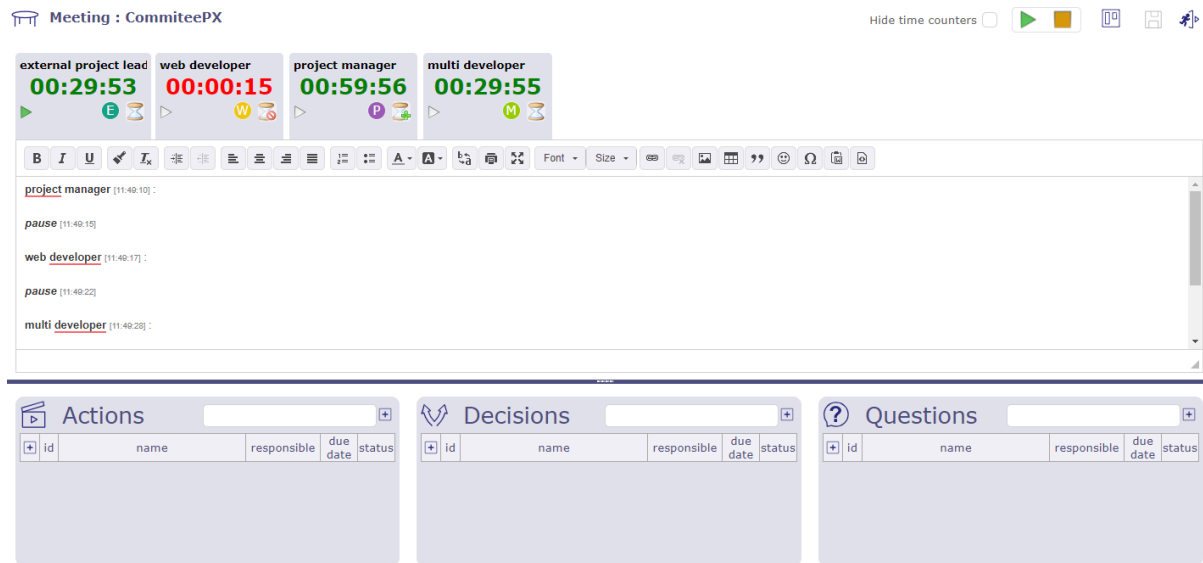 Meeting : CommiteePX
Hide time counters
external project lead web developer project manager multi developer
00:29:53 00:00:15 00:59:56 00:29:55
E W P M
B I U Font Size
project manager [11:49:10] :
pause [11:49:15]
web developer [11:49:17] :
pause [11:49:22]
multi developer [11:49:28] :
Actions Decisions Questions
id name responsible due date status id name responsible due date status id name responsible due date status